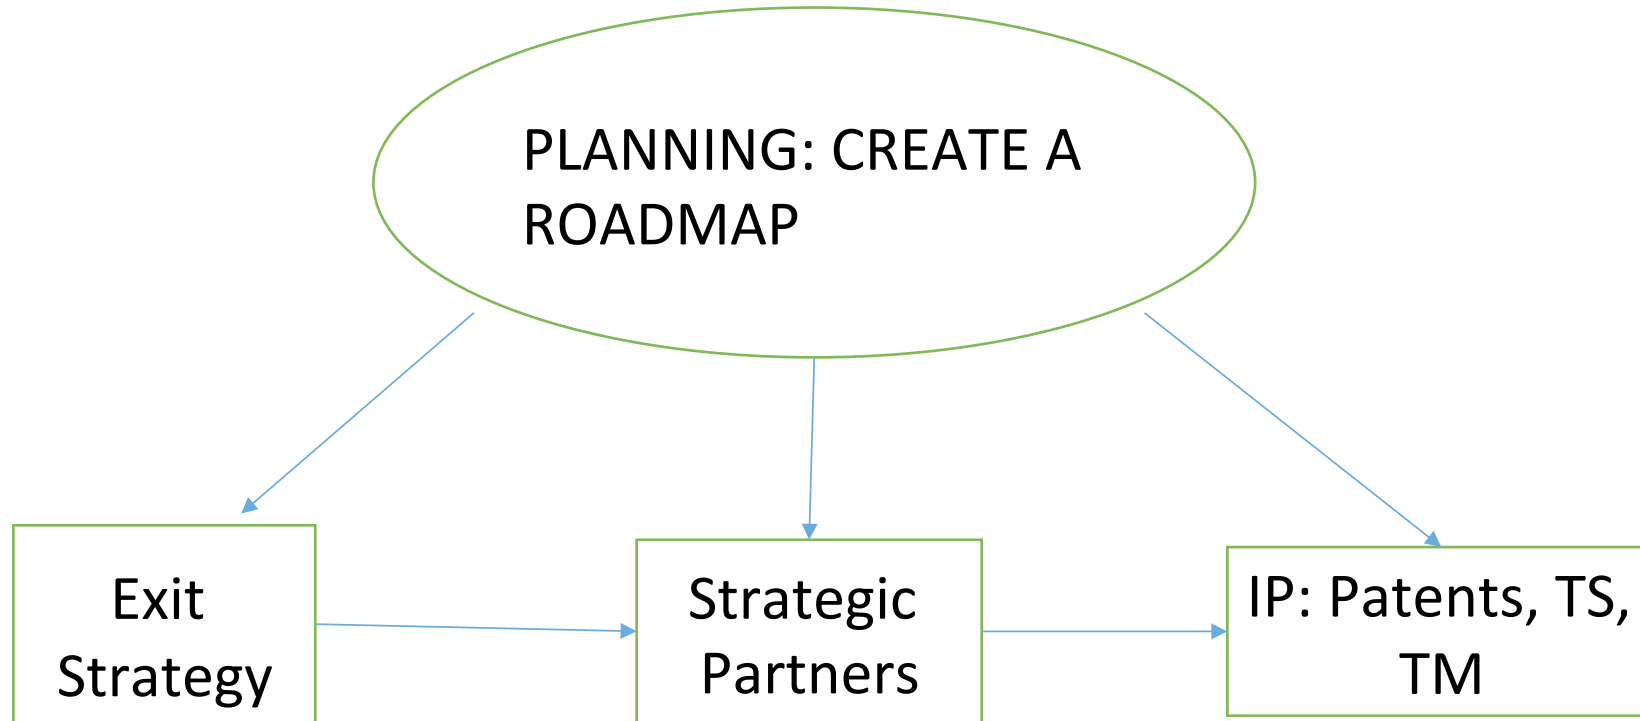 PLANNING: CREATE A
ROADMAP
Exit
Strategy
Strategic
Partners
IP: Patents, TS,
TM